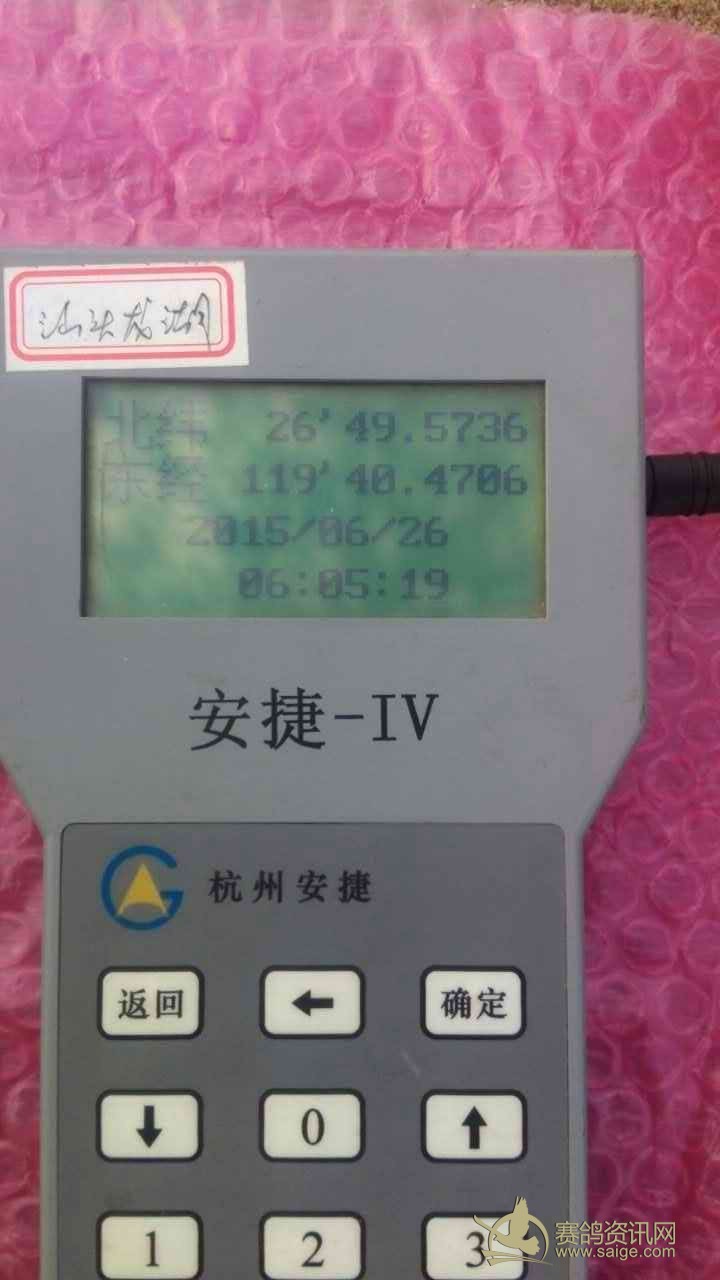 汕头龙湖
北纬 26'49.5736
东经 119'40.4706
2015/06/26
06:05:19
安捷-IV
杭州安捷
返回 ← 确定
↓ 0 ↑
1 2 3
赛鸽资讯网
www.saige.com